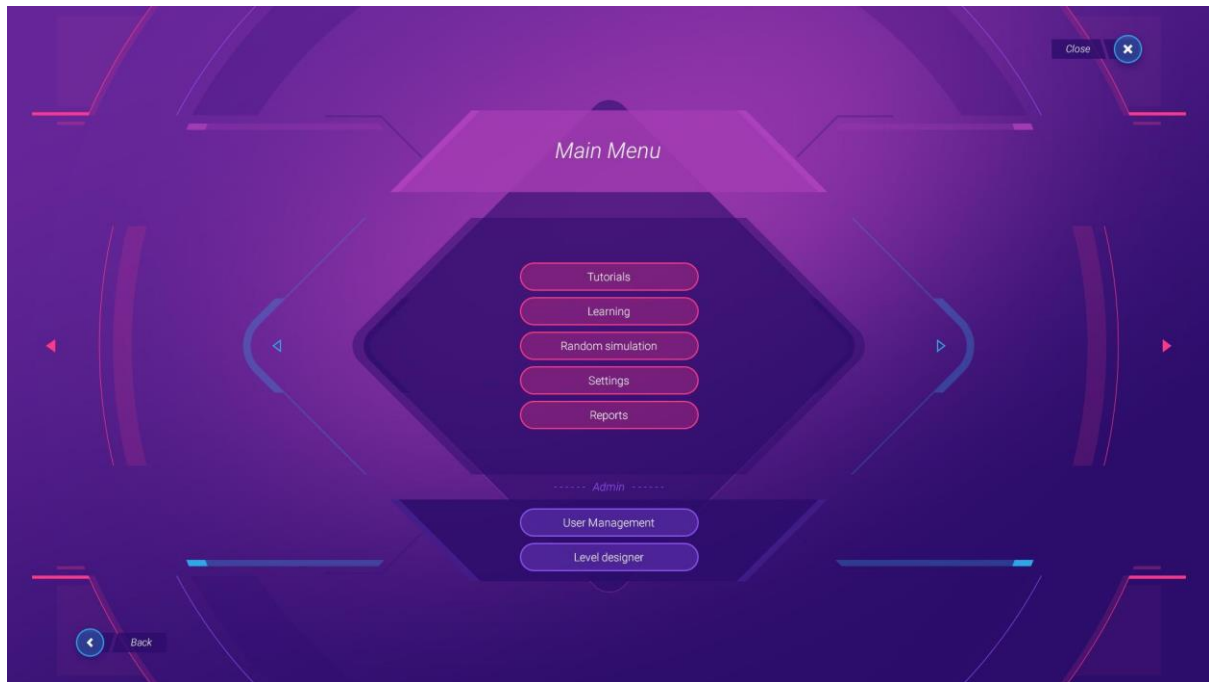 Close
Main Menu
Tutorials
Learning
Random simulation
Settings
Reports
------ Admin ------
User Management
Level designer
Back